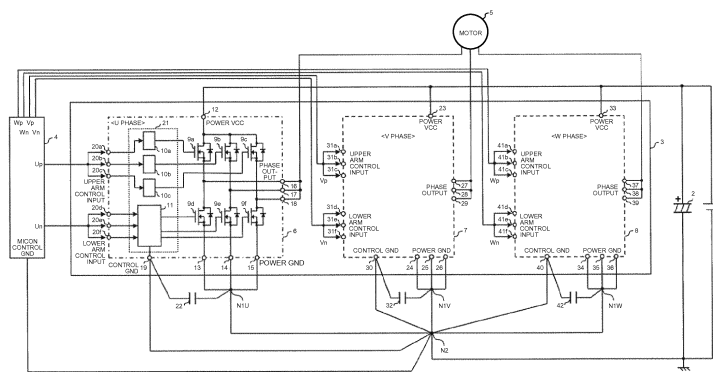 5
MOTOR
Wp Vp
Wn Vn
4
Up
Un
MICON
CONTROL
GND
12
POWER VCC
<U PHASE>
21
20a
20b
20c
10a
10b
10c
9a
9b
9c
UPPER
ARM
CONTROL
INPUT
PHASE
OUT-
PUT
16
17
18
20d
20e
20f
11
9d
9e
9f
LOWER
ARM
CONTROL
INPUT
6
CONTROL
GND
19
13
14
15
POWER GND
22
N1U
23
POWER
VCC
<V PHASE>
31a
31b
31c
Vp
UPPER
ARM
CONTROL
INPUT
PHASE
OUTPUT
27
28
29
31d
31e
31f
Vn
LOWER
ARM
CONTROL
INPUT
7
CONTROL GND
POWER GND
30
24
25
26
32
N1V
33
POWER
VCC
<W PHASE>
3
41a
41b
41c
Wp
UPPER
ARM
CONTROL
INPUT
PHASE
OUTPUT
37
38
39
41d
41e
41f
Wn
LOWER
ARM
CONTROL
INPUT
8
CONTROL GND
POWER GND
40
34
35
36
42
N1W
N2
2